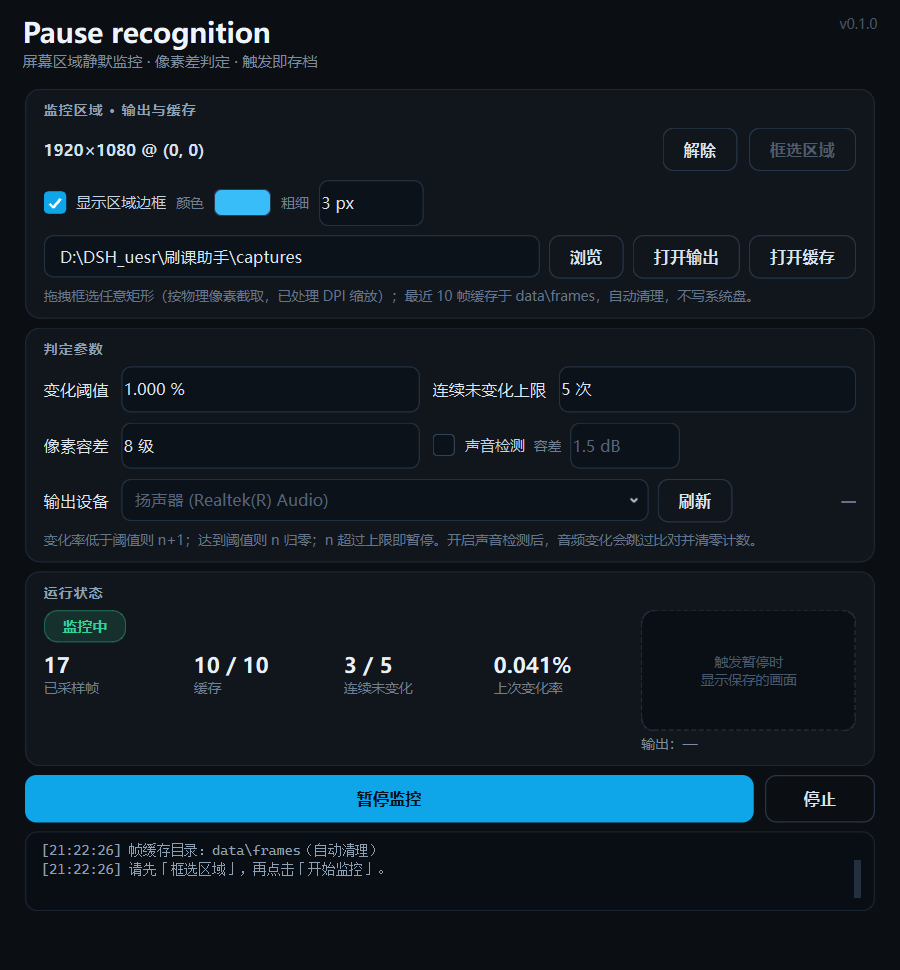 Pause recognition
v0.1.0
屏幕区域静默监控 · 像素差判定 · 触发即存档
监控区域 • 输出与缓存
1920×1080 @ (0, 0)
解除
框选区域
显示区域边框
颜色
粗细
3 px
D:\DSH_uesr\刷课助手\captures
浏览
打开输出
打开缓存
拖拽框选任意矩形（按物理像素截取，已处理 DPI 缩放）；最近 10 帧缓存于 data\frames，自动清理，不写系统盘。
判定参数
变化阈值
1.000 %
连续未变化上限
5 次
像素容差
8 级
声音检测
容差
1.5 dB
输出设备
扬声器 (Realtek(R) Audio)
刷新
—
变化率低于阈值则 n+1；达到阈值则 n 归零；n 超过上限即暂停。开启声音检测后，音频变化会跳过比对并清零计数。
运行状态
监控中
17
10 / 10
3 / 5
0.041%
已采样帧
缓存
连续未变化
上次变化率
触发暂停时
显示保存的画面
输出：—
暂停监控
停止
[21:22:26] 帧缓存目录：data\frames（自动清理）
[21:22:26] 请先「框选区域」，再点击「开始监控」。